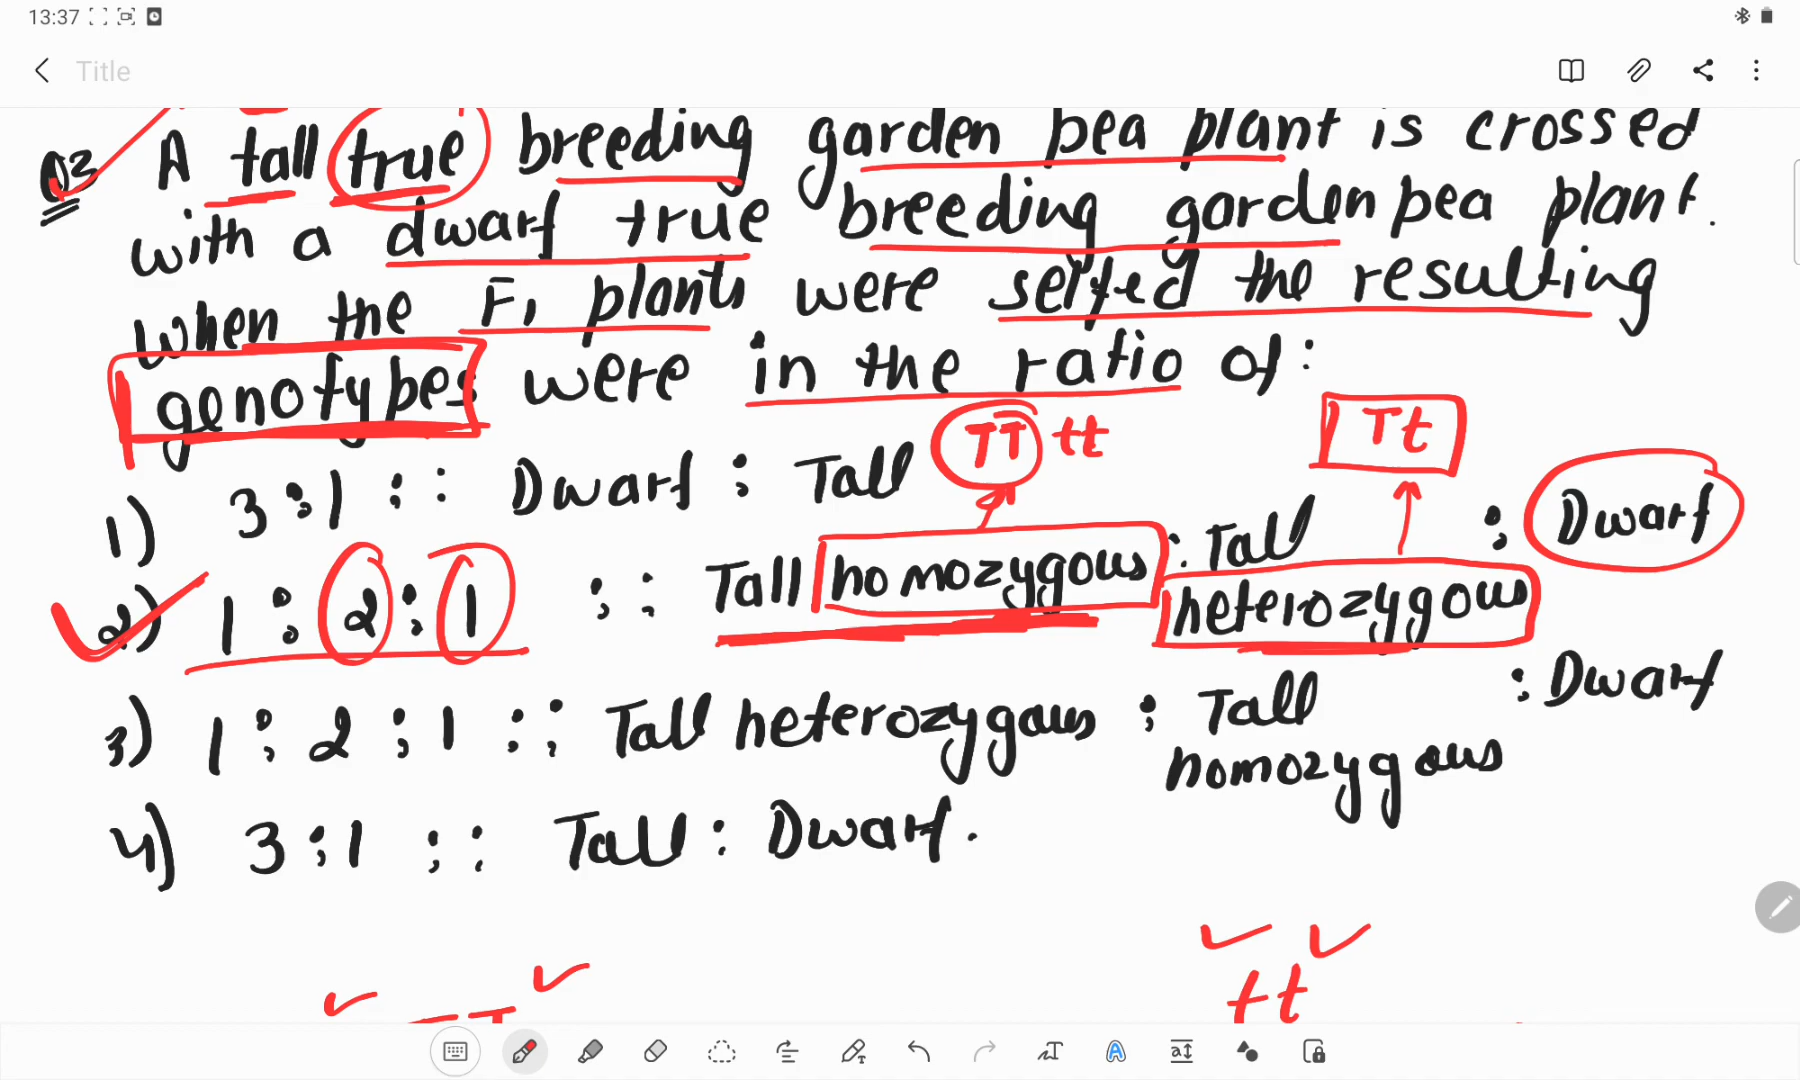 13:37
Title
Q2 A tall true breeding garden pea plant is crossed
with a dwarf true breeding garden pea plant.
When the F1 plants were selfed the resulting
genotypes were in the ratio of:
TT tt
Tt
1) 3:1 :: Dwarf : Tall
2) 1 : 2 : 1 :: Tall homozygous : Tall : Dwarf
heterozygous
3) 1 : 2 : 1 :: Tall heterozygous : Tall : Dwarf
homozygous
4) 3:1 :: Tall : Dwarf.
tt